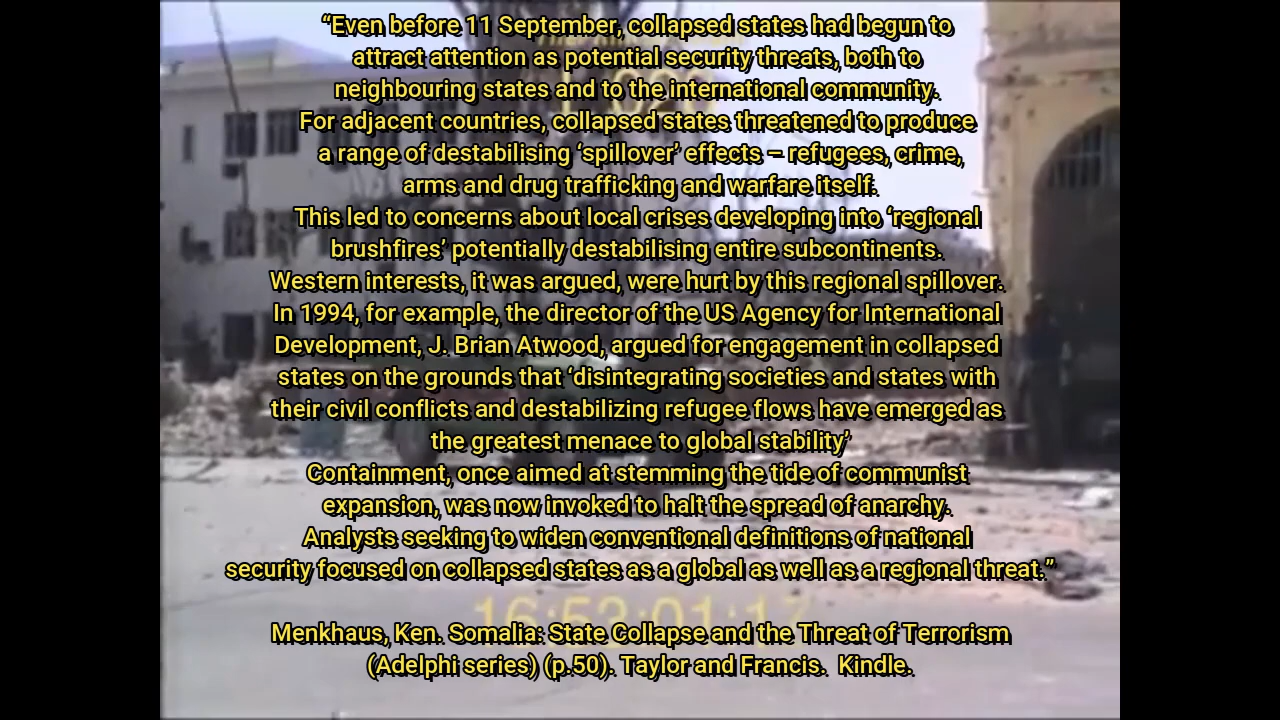 “Even before 11 September, collapsed states had begun to
attract attention as potential security threats, both to
neighbouring states and to the international community.
For adjacent countries, collapsed states threatened to produce
a range of destabilising ‘spillover’ effects – refugees, crime,
arms and drug trafficking and warfare itself.
This led to concerns about local crises developing into ‘regional
brushfires’ potentially destabilising entire subcontinents.
Western interests, it was argued, were hurt by this regional spillover.
In 1994, for example, the director of the US Agency for International
Development, J. Brian Atwood, argued for engagement in collapsed
states on the grounds that ‘disintegrating societies and states with
their civil conflicts and destabilizing refugee flows have emerged as
the greatest menace to global stability’
Containment, once aimed at stemming the tide of communist
expansion, was now invoked to halt the spread of anarchy.
Analysts seeking to widen conventional definitions of national
security focused on collapsed states as a global as well as a regional threat.”
16:53:01:17
Menkhaus, Ken. Somalia: State Collapse and the Threat of Terrorism
(Adelphi series) (p.50). Taylor and Francis. Kindle.